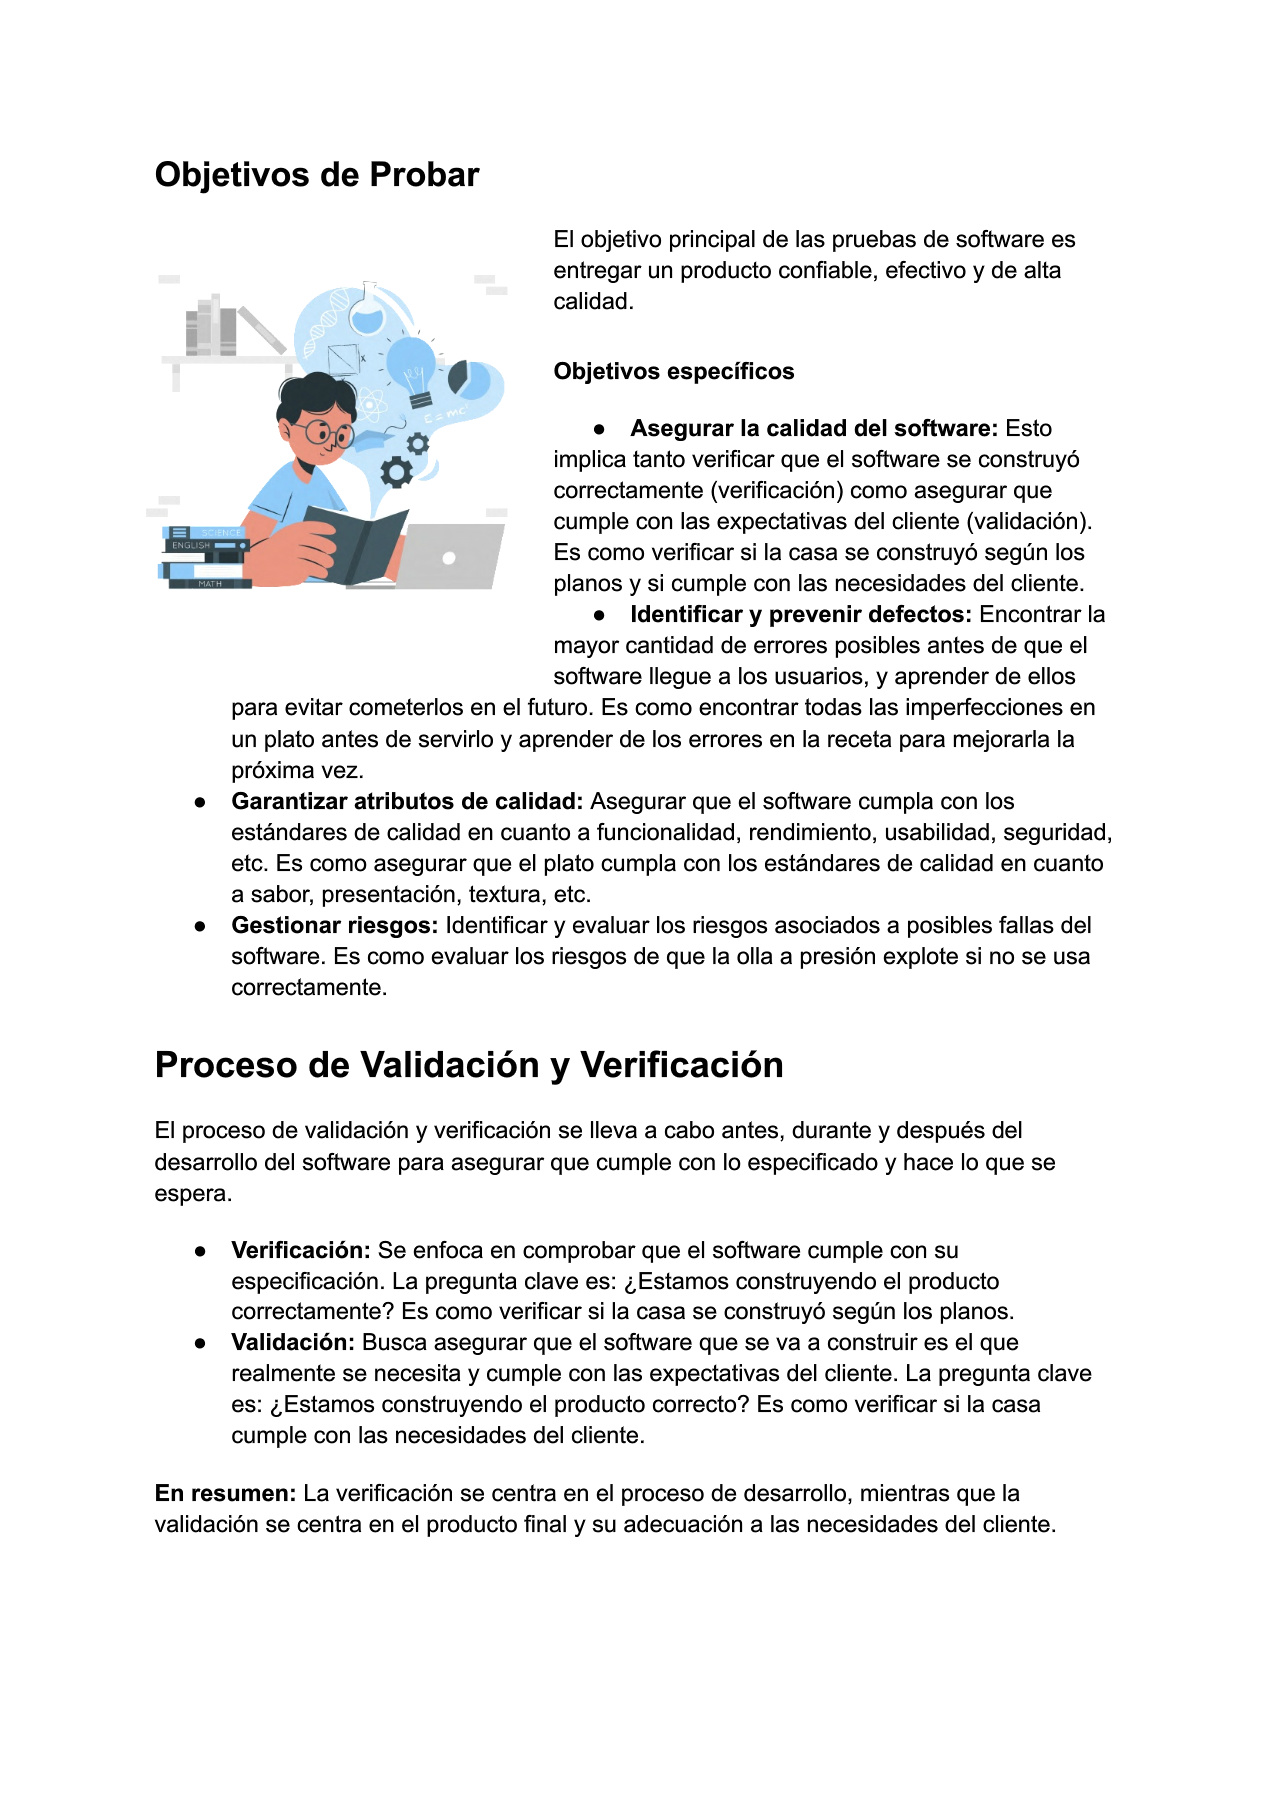 Objetivos de Probar
El objetivo principal de las pruebas de software es
entregar un producto confiable, efectivo y de alta
calidad.
Objetivos específicos
● Asegurar la calidad del software: Esto
implica tanto verificar que el software se construyó
correctamente (verificación) como asegurar que
cumple con las expectativas del cliente (validación).
Es como verificar si la casa se construyó según los
planos y si cumple con las necesidades del cliente.
● Identificar y prevenir defectos: Encontrar la
mayor cantidad de errores posibles antes de que el
software llegue a los usuarios, y aprender de ellos
para evitar cometerlos en el futuro. Es como encontrar todas las imperfecciones en
un plato antes de servirlo y aprender de los errores en la receta para mejorarla la
próxima vez.
● Garantizar atributos de calidad: Asegurar que el software cumpla con los
estándares de calidad en cuanto a funcionalidad, rendimiento, usabilidad, seguridad,
etc. Es como asegurar que el plato cumpla con los estándares de calidad en cuanto
a sabor, presentación, textura, etc.
● Gestionar riesgos: Identificar y evaluar los riesgos asociados a posibles fallas del
software. Es como evaluar los riesgos de que la olla a presión explote si no se usa
correctamente.
x
E = mc²
SCIENCE
ENGLISH
MATH
Proceso de Validación y Verificación
El proceso de validación y verificación se lleva a cabo antes, durante y después del
desarrollo del software para asegurar que cumple con lo especificado y hace lo que se
espera.
● Verificación: Se enfoca en comprobar que el software cumple con su
especificación. La pregunta clave es: ¿Estamos construyendo el producto
correctamente? Es como verificar si la casa se construyó según los planos.
● Validación: Busca asegurar que el software que se va a construir es el que
realmente se necesita y cumple con las expectativas del cliente. La pregunta clave
es: ¿Estamos construyendo el producto correcto? Es como verificar si la casa
cumple con las necesidades del cliente.
En resumen: La verificación se centra en el proceso de desarrollo, mientras que la
validación se centra en el producto final y su adecuación a las necesidades del cliente.